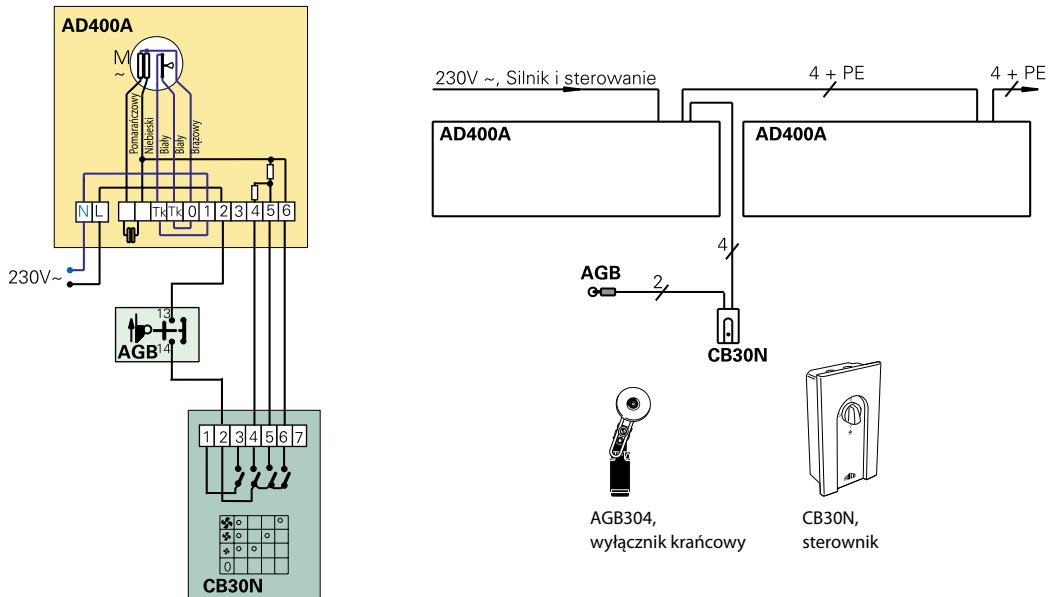 AD400A
M
~
Pomarańczowy
Niebieski
Biały
Biały
Brązowy
N L Tk Tk 0 1 2 3 4 5 6
230V~
13
AGB
14
1 2 3 4 5 6 7
0
CB30N
230V ~, Silnik i sterowanie
4 + PE
4 + PE
AD400A
AD400A
4
AGB
2
CB30N
AGB304,
wyłącznik krańcowy
CB30N,
sterownik